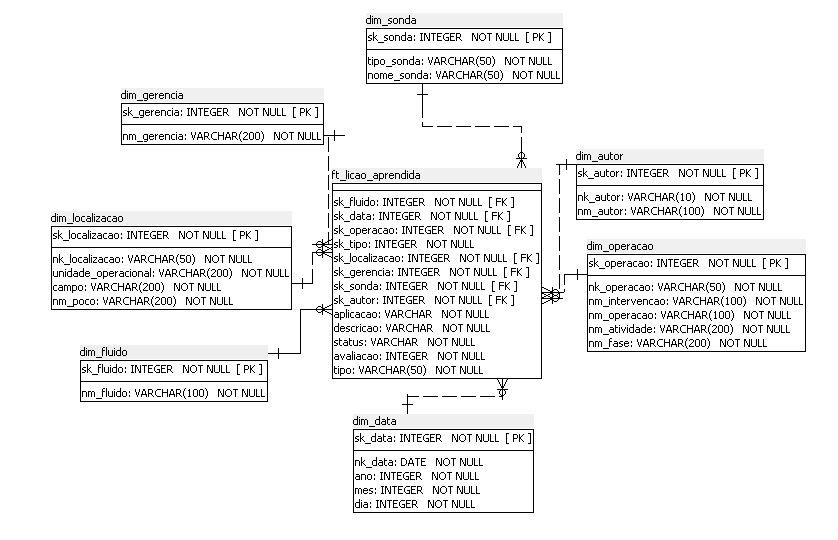 dim_sonda
sk_sonda: INTEGER NOT NULL [ PK ]
tipo_sonda: VARCHAR(50) NOT NULL
nome_sonda: VARCHAR(50) NOT NULL
dim_gerencia
sk_gerencia: INTEGER NOT NULL [ PK ]
nm_gerencia: VARCHAR(200) NOT NULL
dim_autor
sk_autor: INTEGER NOT NULL [ PK ]
nk_autor: VARCHAR(10) NOT NULL
nm_autor: VARCHAR(100) NOT NULL
ft_licao_aprendida
sk_fluido: INTEGER NOT NULL [ FK ]
sk_data: INTEGER NOT NULL [ FK ]
sk_operacao: INTEGER NOT NULL [ FK ]
sk_tipo: INTEGER NOT NULL
sk_localizacao: INTEGER NOT NULL [ FK ]
sk_gerencia: INTEGER NOT NULL [ FK ]
sk_sonda: INTEGER NOT NULL [ FK ]
sk_autor: INTEGER NOT NULL [ FK ]
aplicacao: VARCHAR NOT NULL
descricao: VARCHAR NOT NULL
status: VARCHAR NOT NULL
avaliacao: INTEGER NOT NULL
tipo: VARCHAR(50) NOT NULL
dim_localizacao
sk_localizacao: INTEGER NOT NULL [ PK ]
nk_localizacao: VARCHAR(50) NOT NULL
unidade_operacional: VARCHAR(200) NOT NULL
campo: VARCHAR(200) NOT NULL
nm_poco: VARCHAR(200) NOT NULL
dim_operacao
sk_operacao: INTEGER NOT NULL [ PK ]
nk_operacao: VARCHAR(50) NOT NULL
nm_intervencao: VARCHAR(100) NOT NULL
nm_operacao: VARCHAR(100) NOT NULL
nm_atividade: VARCHAR(200) NOT NULL
nm_fase: VARCHAR(200) NOT NULL
dim_fluido
sk_fluido: INTEGER NOT NULL [ PK ]
nm_fluido: VARCHAR(100) NOT NULL
dim_data
sk_data: INTEGER NOT NULL [ PK ]
nk_data: DATE NOT NULL
ano: INTEGER NOT NULL
mes: INTEGER NOT NULL
dia: INTEGER NOT NULL